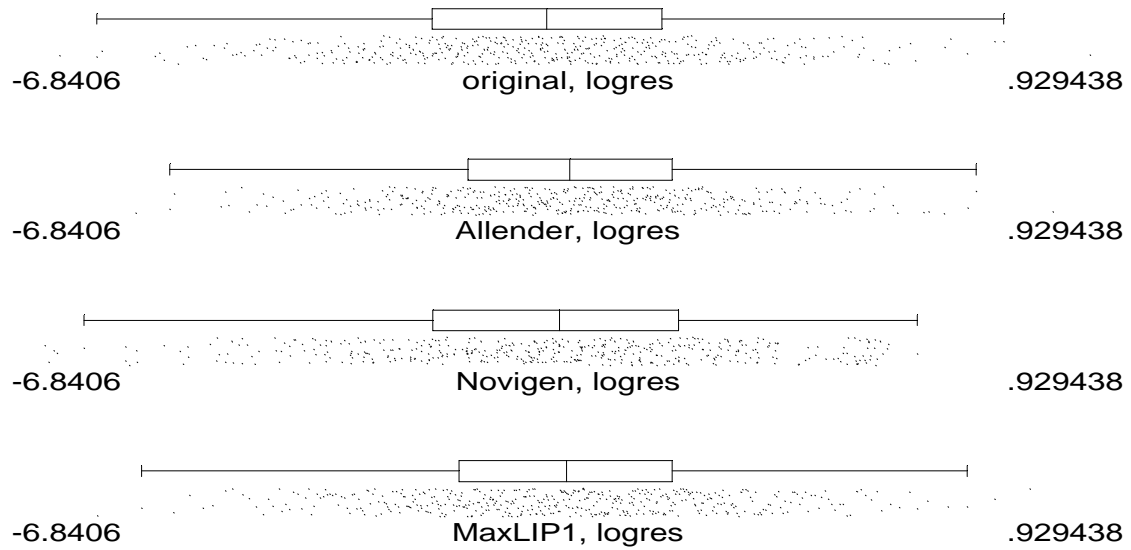 -6.8406 original, logres .929438
-6.8406 Allender, logres .929438
-6.8406 Novigen, logres .929438
-6.8406 MaxLIP1, logres .929438